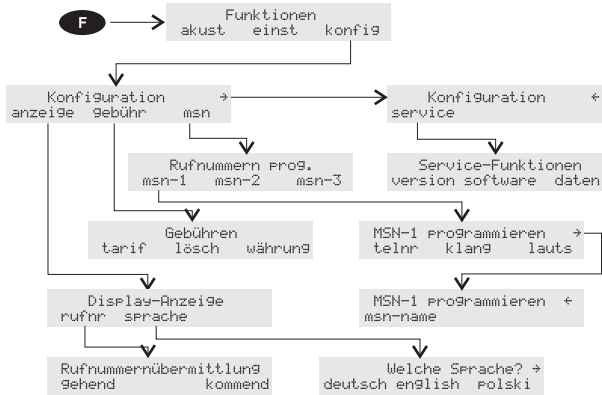 F
Funktionen
akust einst konfig
Konfiguration →
anzeige gebühr msn
Konfiguration ←
service
Rufnummern prog.
msn-1 msn-2 msn-3
Service-Funktionen
version software daten
Gebühren
tarif lösch währung
MSN-1 programmieren →
telnr klang lauts
Display-Anzeige
rufnr sprache
MSN-1 programmieren ←
msn-name
Rufnummernübermittlung
gehend kommend
Welche Sprache? →
deutsch english polski